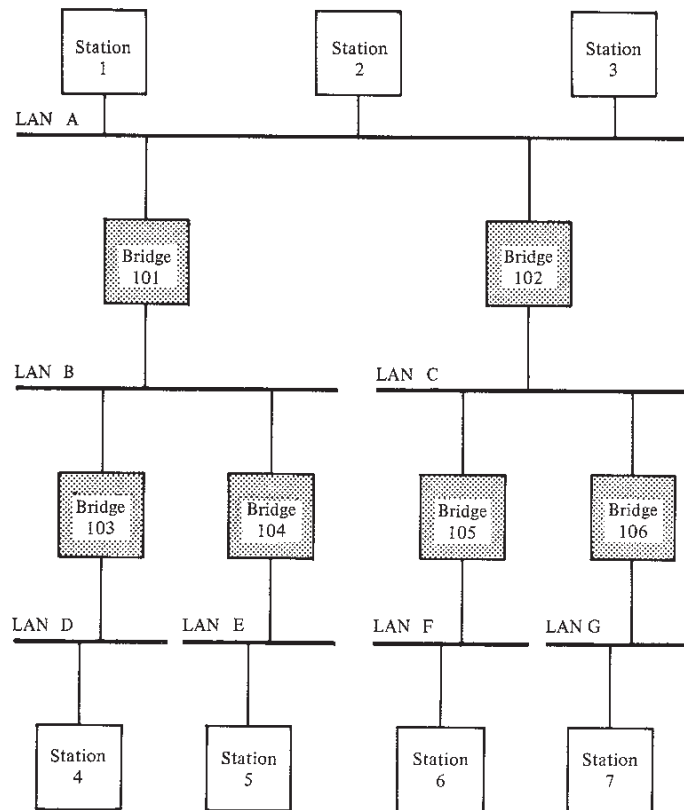 Station
1
Station
2
Station
3
LAN A
Bridge
101
Bridge
102
LAN B
LAN C
Bridge
103
Bridge
104
Bridge
105
Bridge
106
LAN D
LAN E
LAN F
LAN G
Station
4
Station
5
Station
6
Station
7